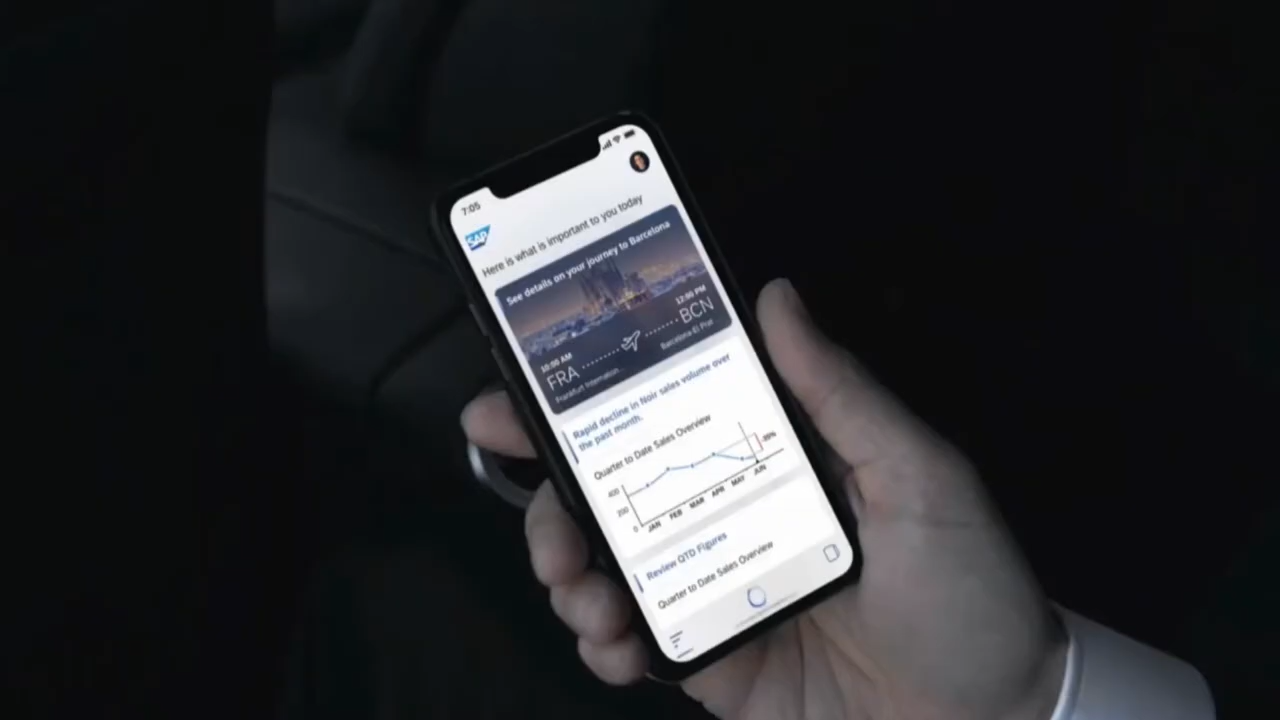 7:05
SAP
Here is what is important to you today
See details on your journey to Barcelona
10:00 AM
12:00 PM
FRA
BCN
Frankfurt Internation...
Barcelona-El Prat
Rapid decline in Noir sales volume over
the past month.
Quarter to Date Sales Overview
400
200
0
JAN FEB MAR APR MAY JUN
Review QTD Figures
Quarter to Date Sales Overview